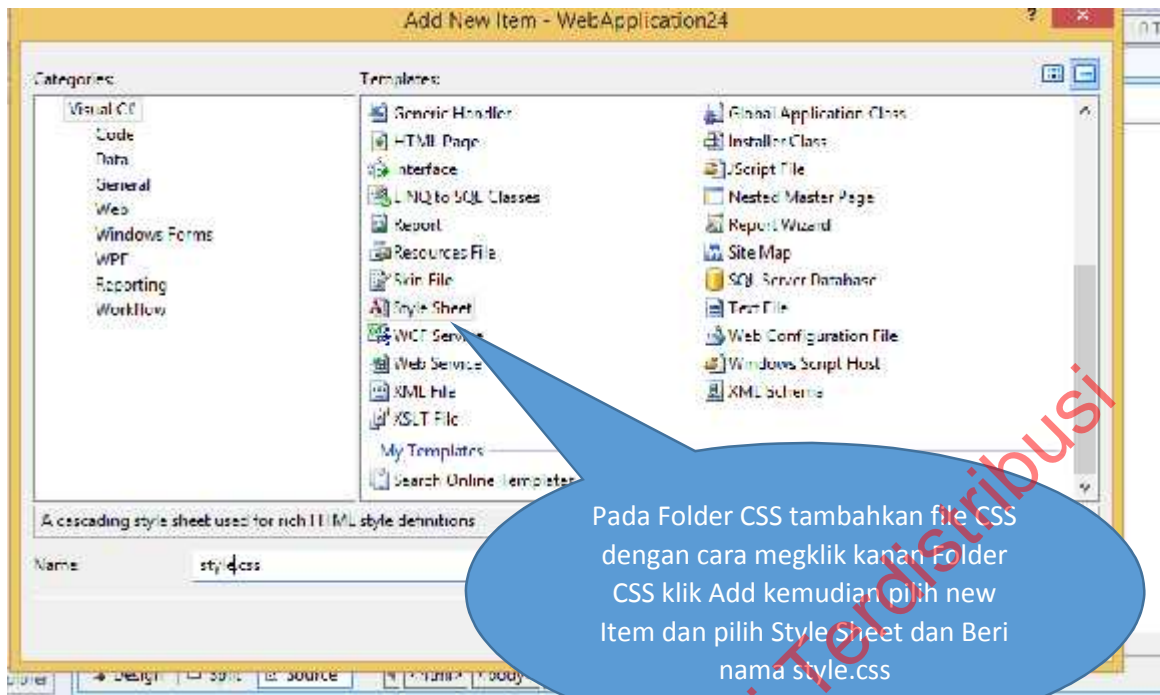 Add New Item - WebApplication24
?
Categories:
Visual C#
Code
Data
General
Web
Windows Forms
WPF
Reporting
Workflow
Templates:
Generic Handler
HTML Page
Interface
LINQ to SQL Classes
Report
Resources File
Skin File
Style Sheet
WCF Service
Web Service
XML File
XSLT File
Global Application Class
Installer Class
JScript File
Nested Master Page
Report Wizard
Site Map
SQL Server Database
Text File
Web Configuration File
Windows Script Host
XML Schema
My Templates
Search Online Templates
A cascading style sheet used for rich HTML style definitions
Name:
style.css
Pada Folder CSS tambahkan file CSS
dengan cara megklik kanan Folder
CSS klik Add kemudian pilih new
Item dan pilih Style Sheet dan Beri
nama style.css
Design
Split
Source
<html>
<body
Terdistribusi